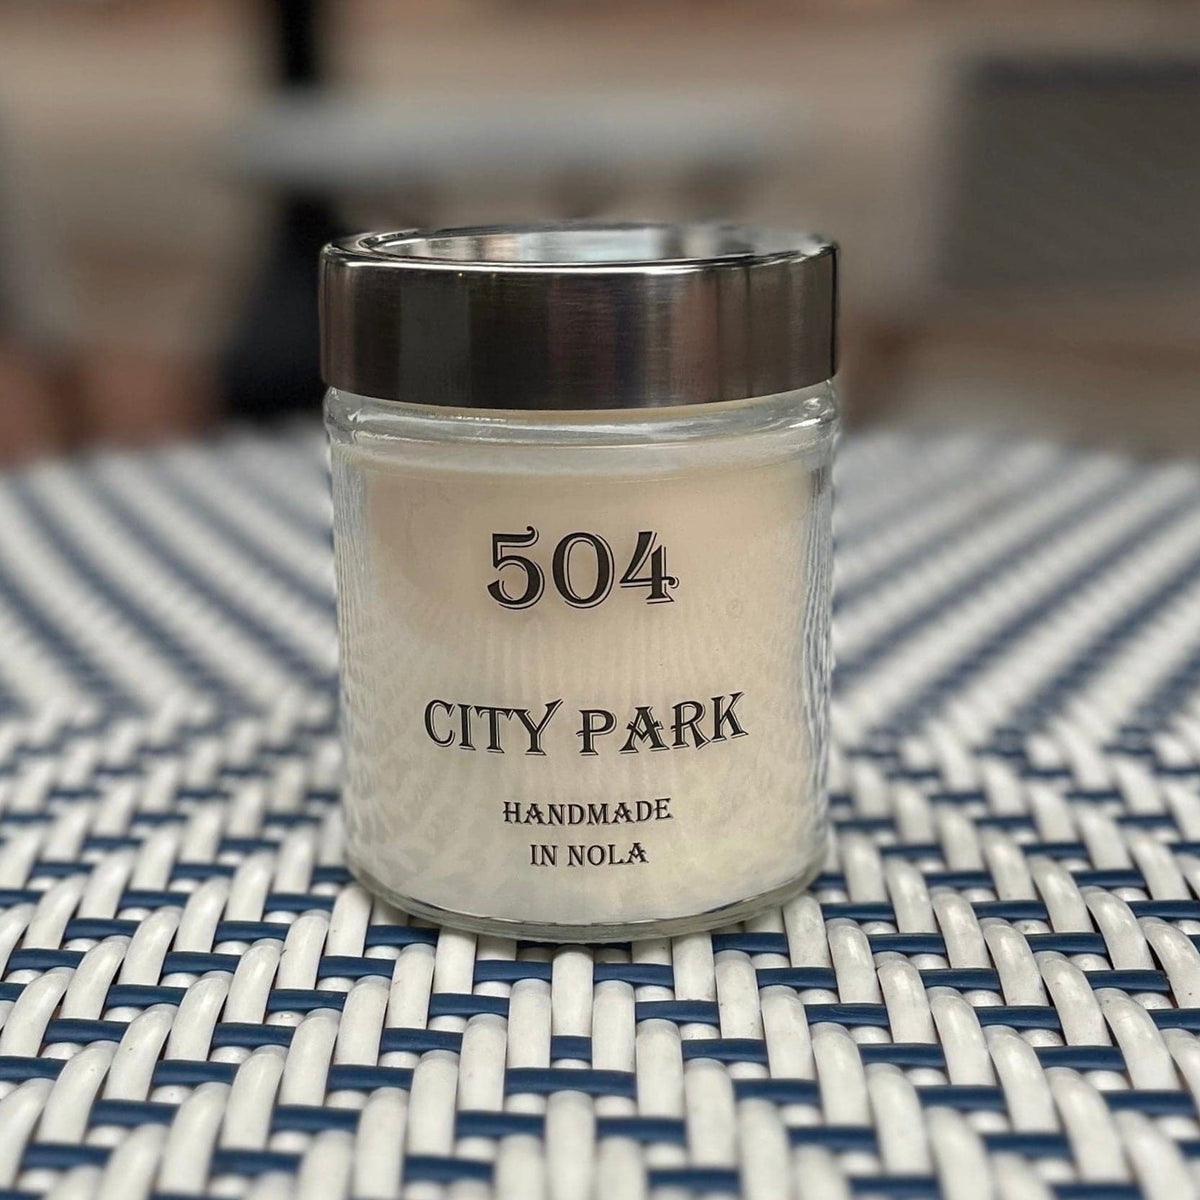 504
CITY PARK
HANDMADE
IN NOLA